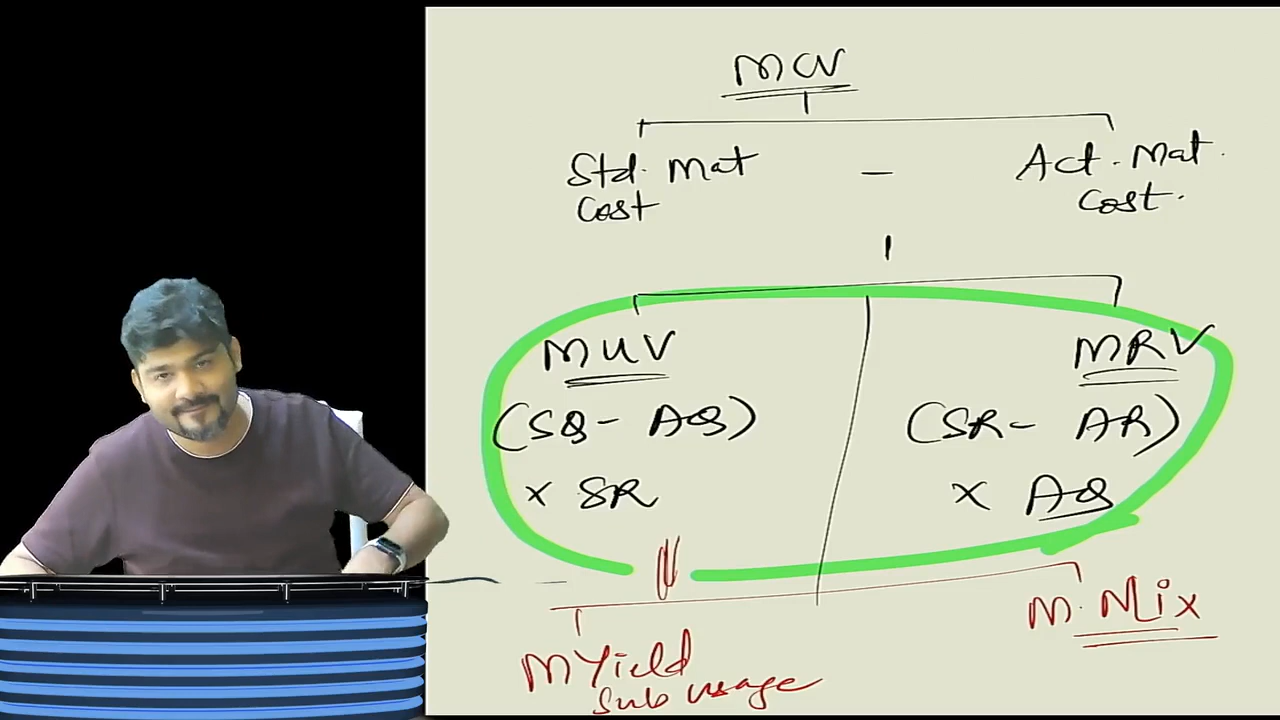 MCV
Std. Mat - Act. Mat.
Cost Cost.
MUV MRV
(SQ - AQ) (SR - AR)
x SR x AQ
M. Mix
M Yield
Sub usage